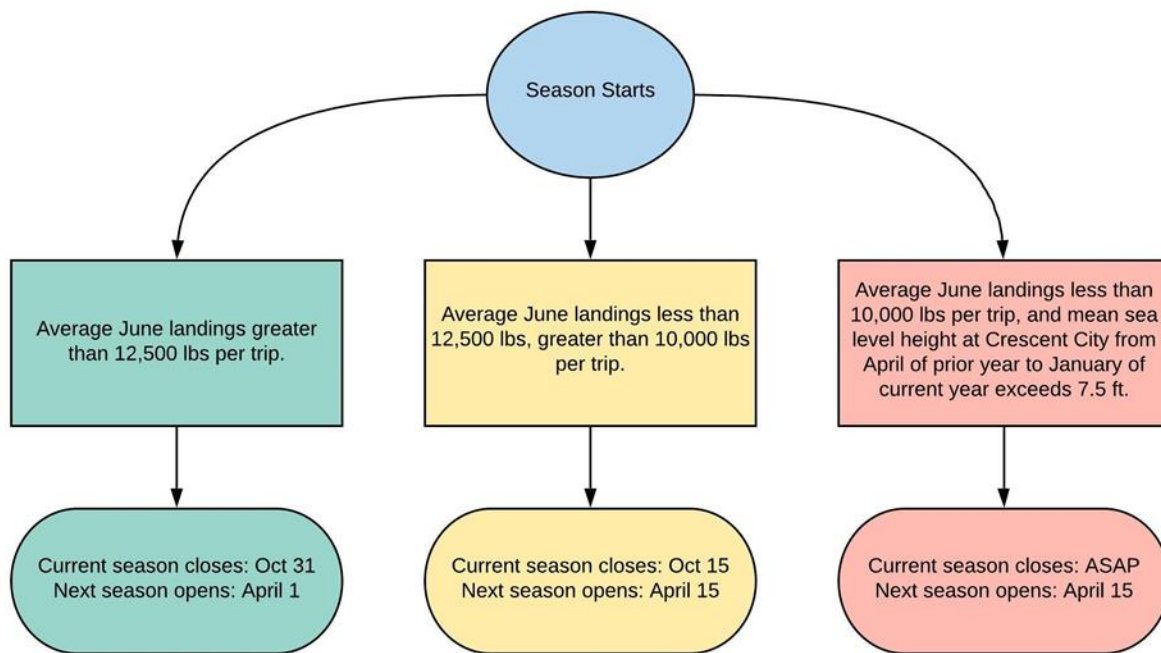 Season Starts
Average June landings greater
than 12,500 lbs per trip.
Average June landings less than
12,500 lbs, greater than 10,000 lbs
per trip.
Average June landings less than
10,000 lbs per trip, and mean sea
level height at Crescent City from
April of prior year to January of
current year exceeds 7.5 ft.
Current season closes: Oct 31
Next season opens: April 1
Current season closes: Oct 15
Next season opens: April 15
Current season closes: ASAP
Next season opens: April 15